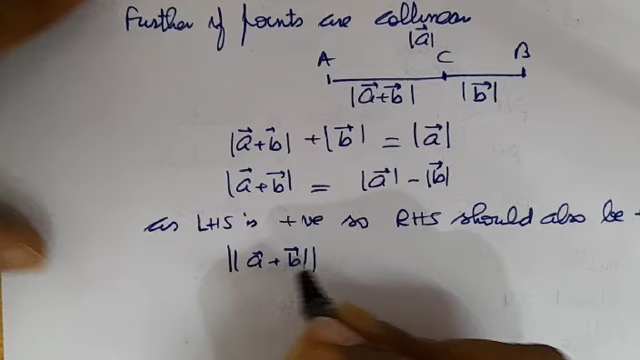 Further if points are collinear
|a⃗|
A C B
|a⃗+b⃗| |b⃗|
|a⃗+b⃗| + |b⃗| = |a⃗|
|a⃗+b⃗| = |a⃗| - |b⃗|
as LHS is +ve so RHS should also be +
|| a⃗ + b⃗ ||